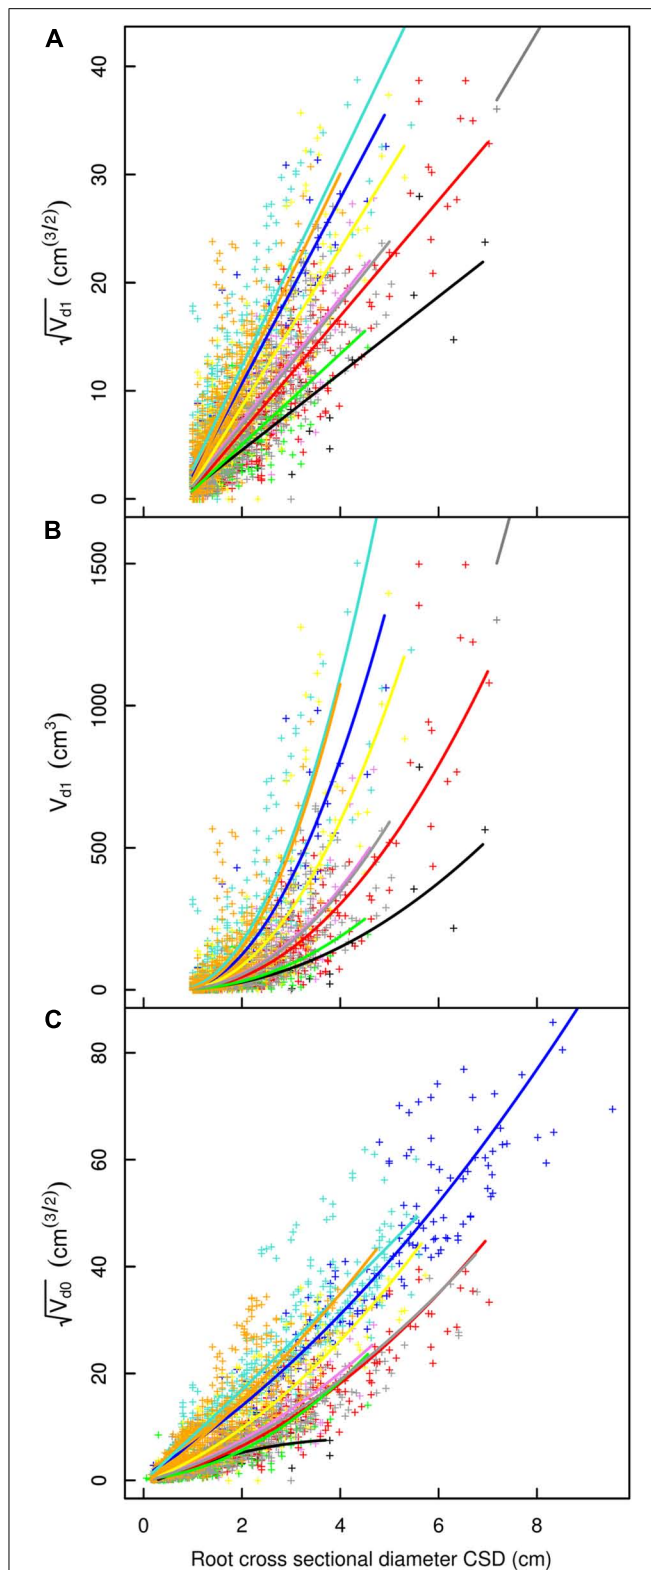 A
40
30
20
10
0
√Vd1 (cm(3/2))
B
1500
1000
500
0
Vd1 (cm3)
C
80
60
40
20
0
√Vd0 (cm(3/2))
0 2 4 6 8
Root cross sectional diameter CSD (cm)